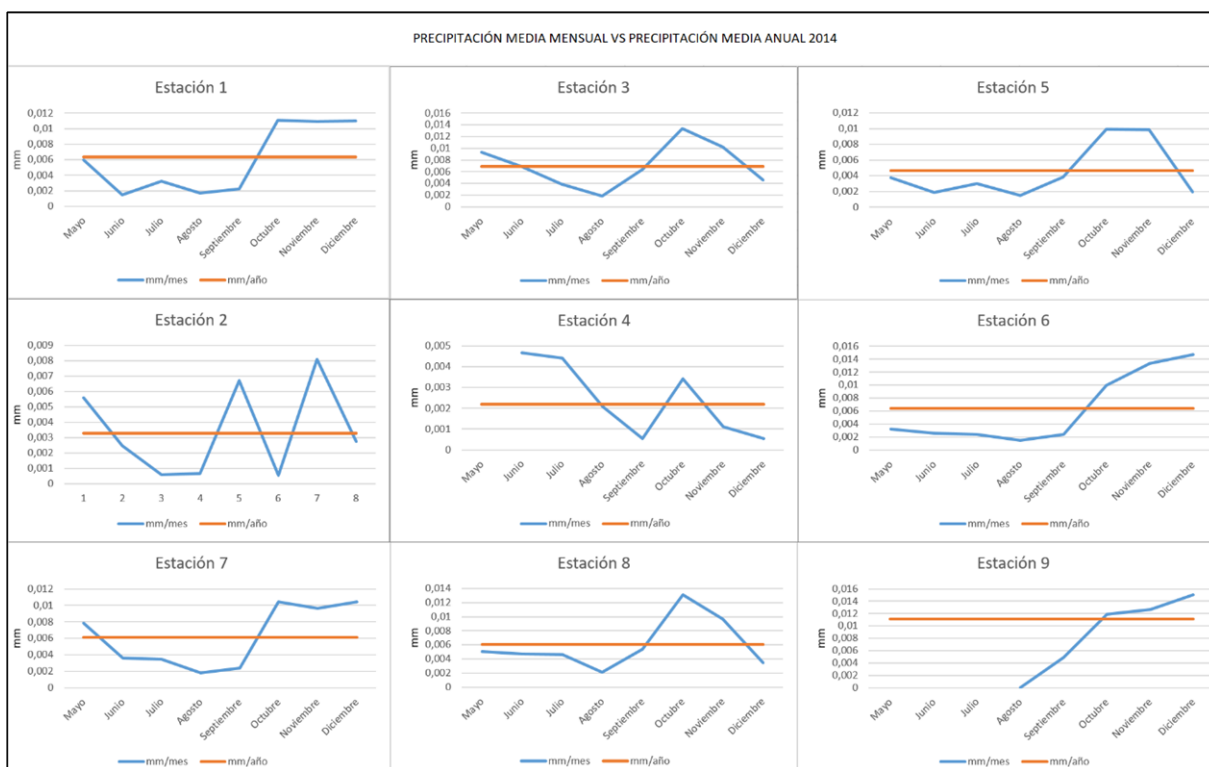 PRECIPITACIÓN MEDIA MENSUAL VS PRECIPITACIÓN MEDIA ANUAL 2014
Estación 1
0,012
0,01
0,008
0,006
0,004
0,002
0
mm
Mayo
Junio
Julio
Agosto
Septiembre
Octubre
Noviembre
Diciembre
mm/mes
mm/año
Estación 3
0,016
0,014
0,012
0,01
0,008
0,006
0,004
0,002
0
mm
Mayo
Junio
Julio
Agosto
Septiembre
Octubre
Noviembre
Diciembre
mm/mes
mm/año
Estación 5
0,012
0,01
0,008
0,006
0,004
0,002
0
mm
Mayo
Junio
Julio
Agosto
Septiembre
Octubre
Noviembre
Diciembre
mm/mes
mm/año
Estación 2
0,009
0,008
0,007
0,006
0,005
0,004
0,003
0,002
0,001
0
mm
1 2 3 4 5 6 7 8
mm/mes
mm/año
Estación 4
0,005
0,004
0,003
0,002
0,001
0
mm
Mayo
Junio
Julio
Agosto
Septiembre
Octubre
Noviembre
Diciembre
mm/mes
mm/año
Estación 6
0,016
0,014
0,012
0,01
0,008
0,006
0,004
0,002
0
mm
Mayo
Junio
Julio
Agosto
Septiembre
Octubre
Noviembre
Diciembre
mm/mes
mm/año
Estación 7
0,012
0,01
0,008
0,006
0,004
0,002
0
mm
Mayo
Junio
Julio
Agosto
Septiembre
Octubre
Noviembre
Diciembre
mm/mes
mm/año
Estación 8
0,014
0,012
0,01
0,008
0,006
0,004
0,002
0
mm
Mayo
Junio
Julio
Agosto
Septiembre
Octubre
Noviembre
Diciembre
mm/mes
mm/año
Estación 9
0,016
0,014
0,012
0,01
0,008
0,006
0,004
0,002
0
mm
Mayo
Junio
Julio
Agosto
Septiembre
Octubre
Noviembre
Diciembre
mm/mes
mm/año